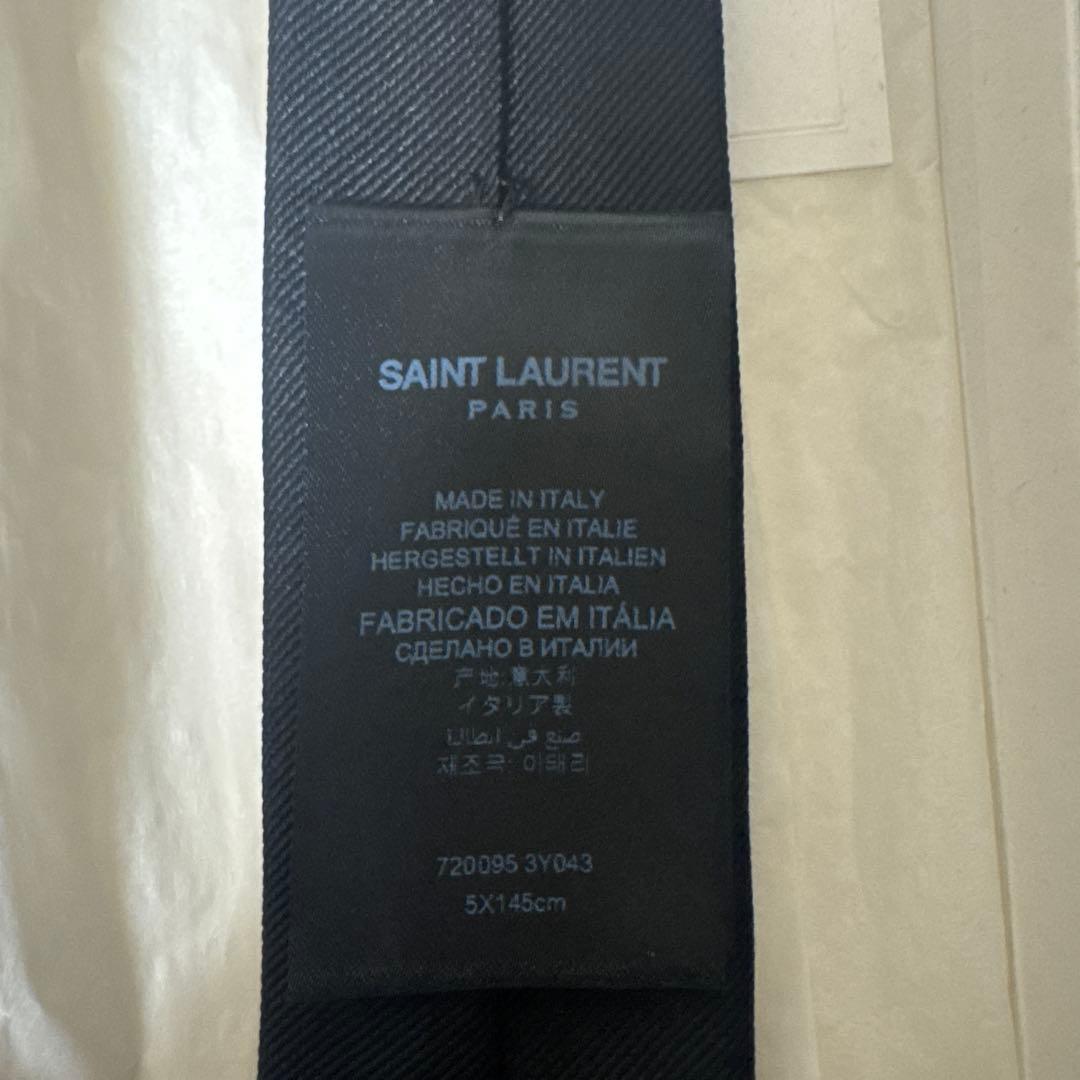 SAINT LAURENT
PARIS
MADE IN ITALY
FABRIQUÉ EN ITALIE
HERGESTELLT IN ITALIEN
HECHO EN ITALIA
FABRICADO EM ITÁLIA
СДЕЛАНО В ИТАЛИИ
产地:意大利
イタリア製
صنع في ايطاليا
제조국: 이태리
720095 3Y043
5X145cm